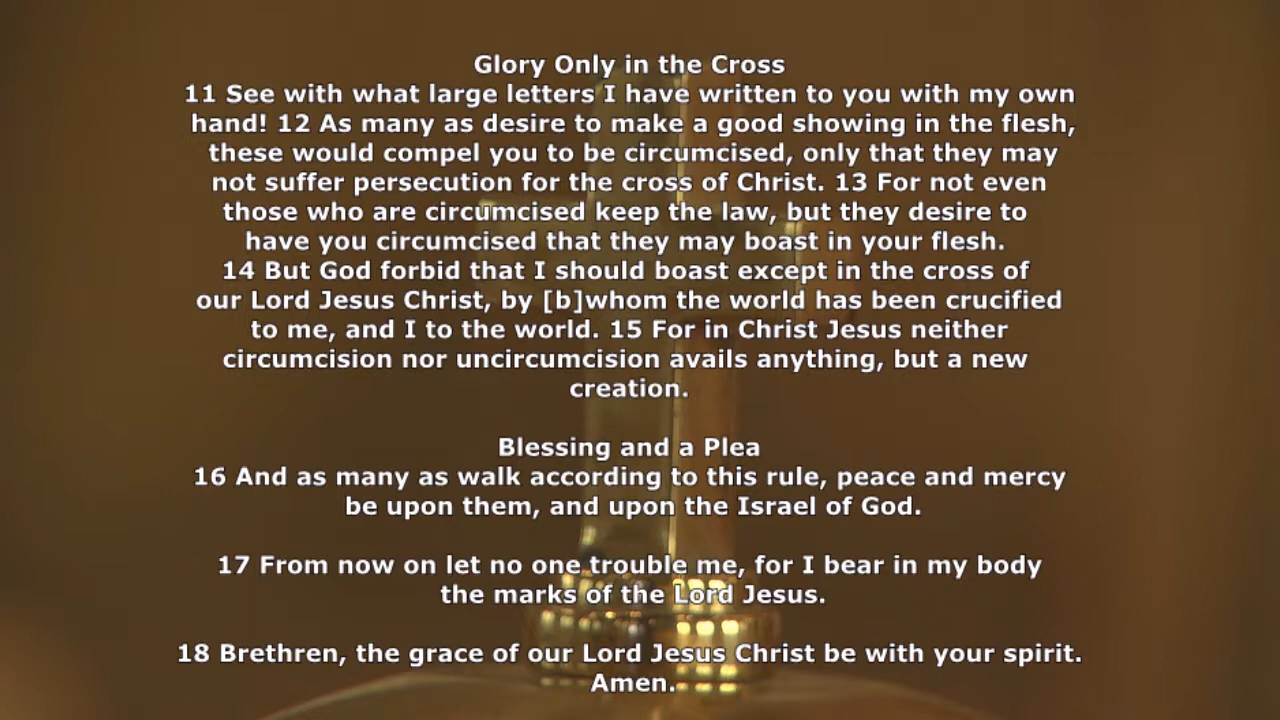 Glory Only in the Cross
11 See with what large letters I have written to you with my own
hand! 12 As many as desire to make a good showing in the flesh,
these would compel you to be circumcised, only that they may
not suffer persecution for the cross of Christ. 13 For not even
those who are circumcised keep the law, but they desire to
have you circumcised that they may boast in your flesh.
14 But God forbid that I should boast except in the cross of
our Lord Jesus Christ, by [b]whom the world has been crucified
to me, and I to the world. 15 For in Christ Jesus neither
circumcision nor uncircumcision avails anything, but a new
creation.
Blessing and a Plea
16 And as many as walk according to this rule, peace and mercy
be upon them, and upon the Israel of God.
17 From now on let no one trouble me, for I bear in my body
the marks of the Lord Jesus.
18 Brethren, the grace of our Lord Jesus Christ be with your spirit.
Amen.